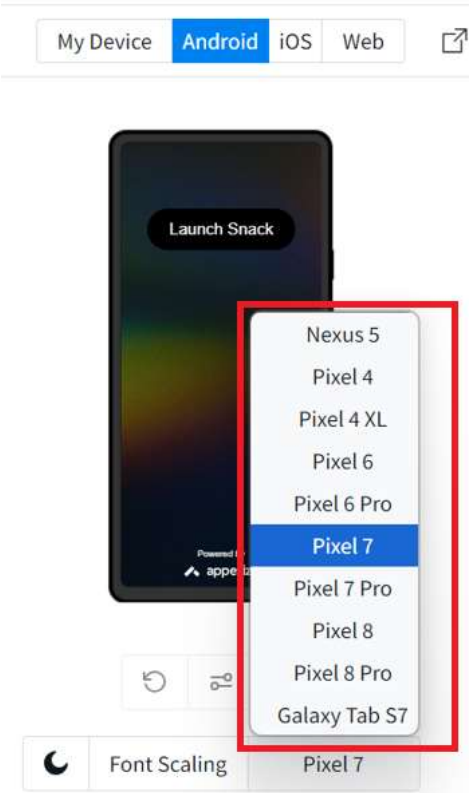 My Device Android iOS Web
Launch Snack
Nexus 5
Pixel 4
Pixel 4 XL
Pixel 6
Pixel 6 Pro
Pixel 7
Powered
Pixel 7 Pro
Pixel 8
Pixel 8 Pro
Galaxy Tab S7
Font Scaling Pixel 7